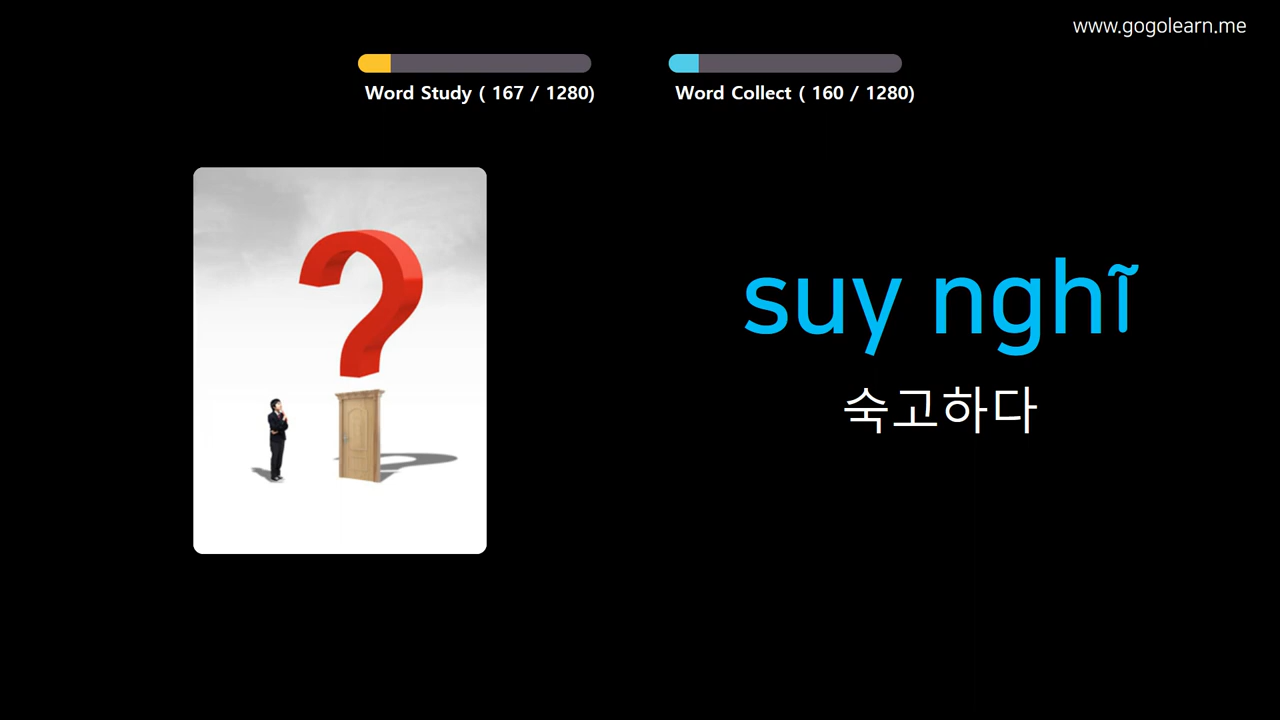 www.gogolearn.me
Word Study ( 167 / 1280)
Word Collect ( 160 / 1280)
suy nghĩ
숙고하다